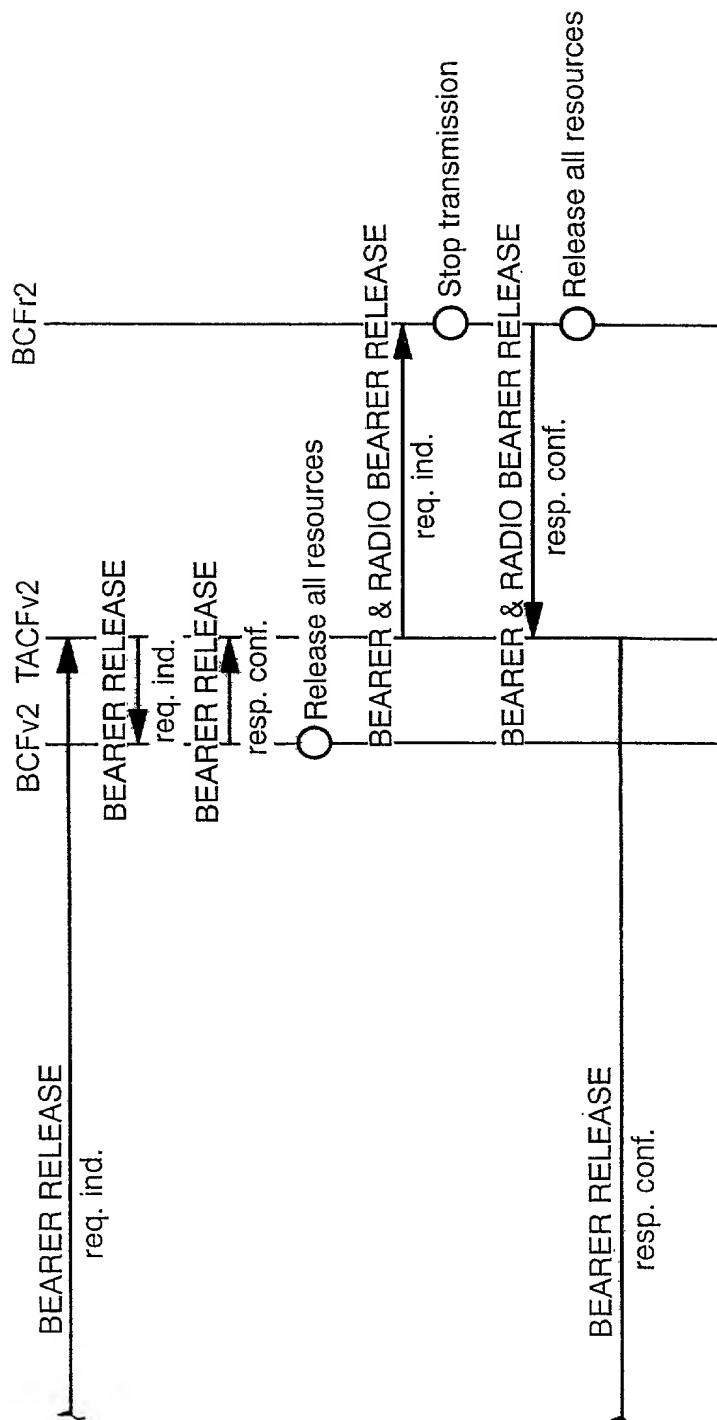 BCFv2
TACFv2
BCFr2
BEARER RELEASE
req. ind.
BEARER RELEASE
req. ind.
BEARER RELEASE
resp. conf.
Release all resources
BEARER & RADIO BEARER RELEASE
req. ind.
Stop transmission
BEARER & RADIO BEARER RELEASE
resp. conf.
Release all resources
BEARER RELEASE
resp. conf.